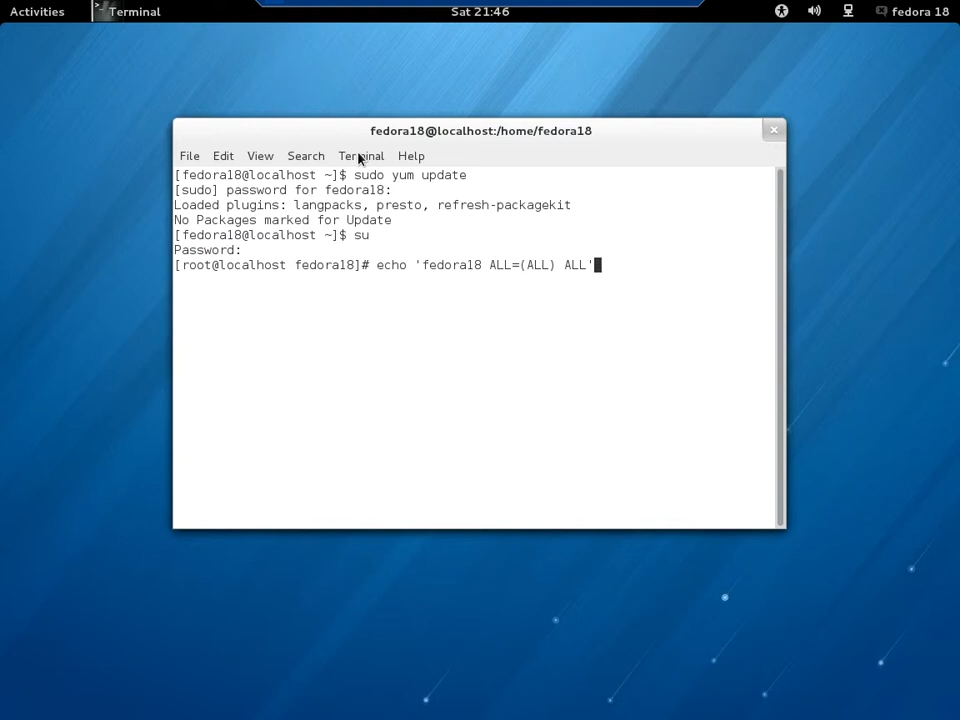 Activities
Terminal
Sat 21:46
fedora 18
fedora18@localhost:/home/fedora18
File Edit View Search Terminal Help
[fedora18@localhost ~]$ sudo yum update
[sudo] password for fedora18:
Loaded plugins: langpacks, presto, refresh-packagekit
No Packages marked for Update
[fedora18@localhost ~]$ su
Password:
[root@localhost fedora18]# echo 'fedora18 ALL=(ALL) ALL'